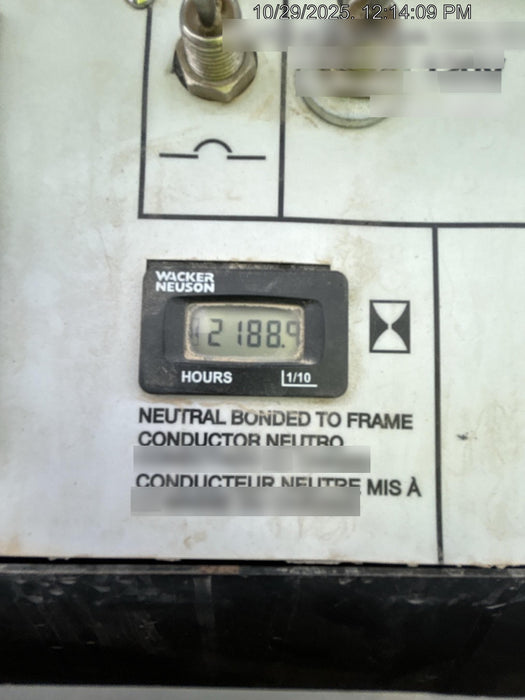 10/29/2025. 12:14:09 PM
WACKER
NEUSON
12188.9
HOURS 1/10
NEUTRAL BONDED TO FRAME
CONDUCTOR NEUTRO
CONDUCTEUR NEUTRE MIS À